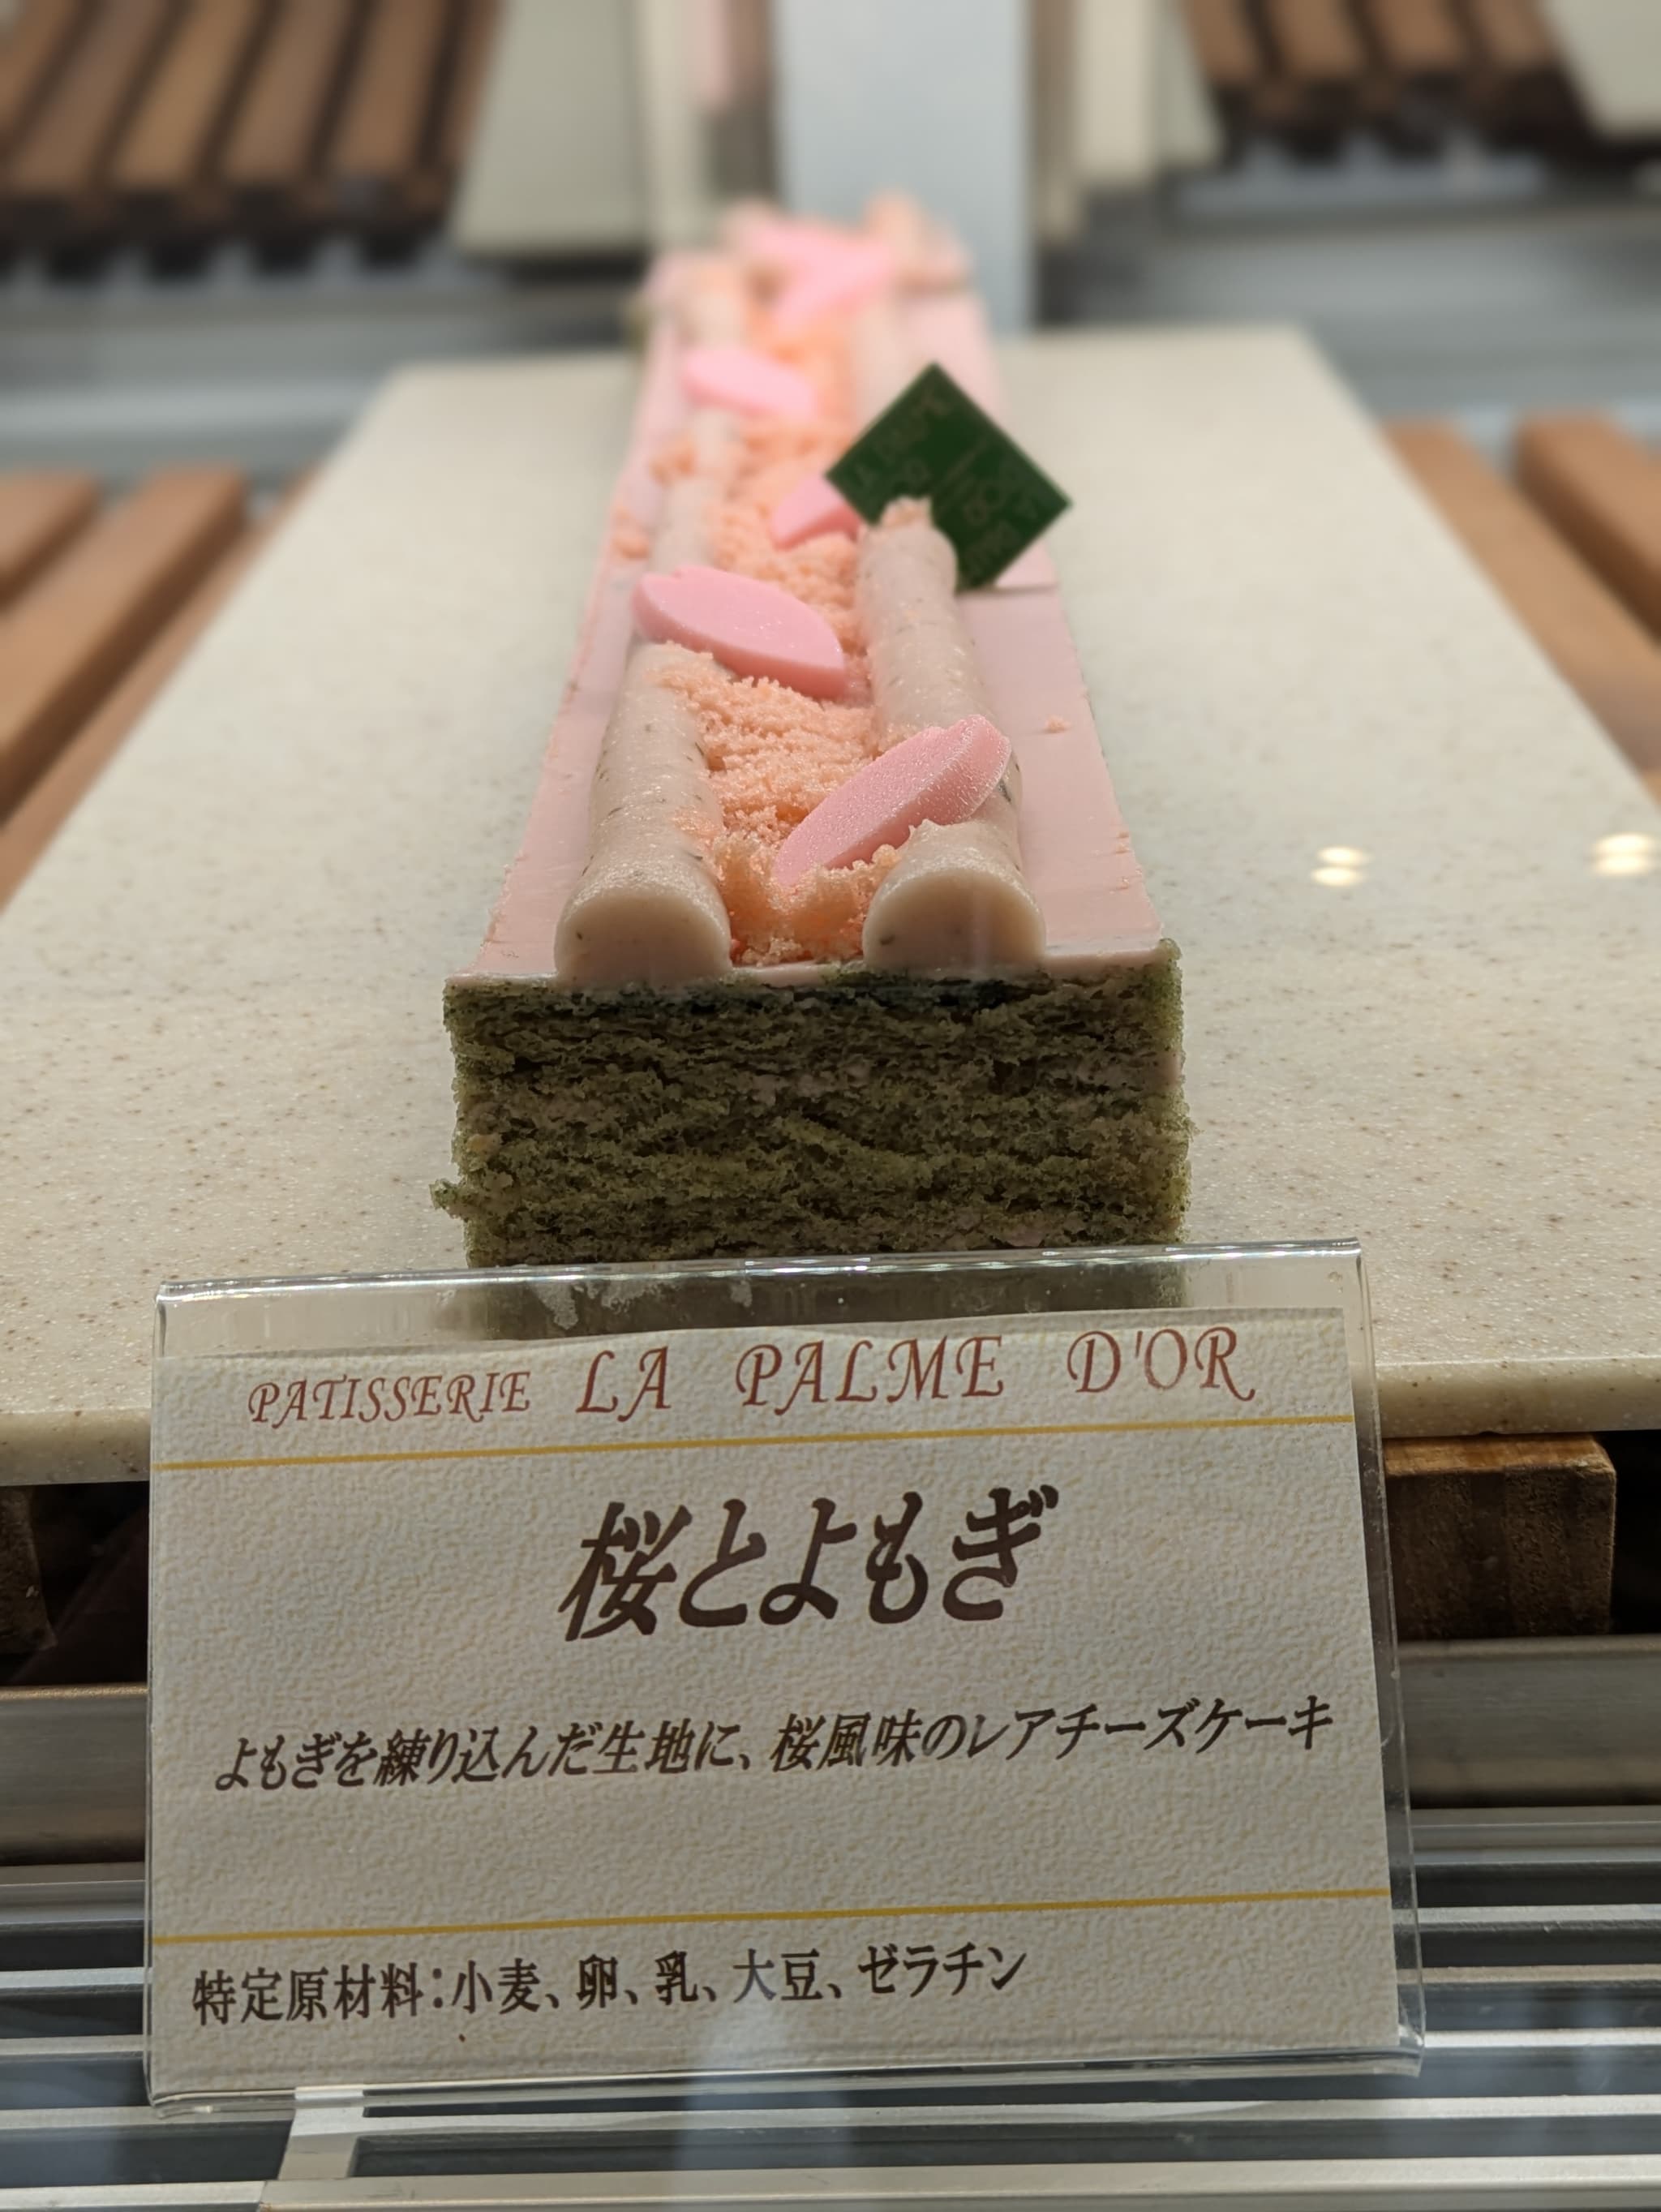 PATISSERIE LA PALME D'OR
桜とよもぎ
よもぎを練り込んだ生地に、桜風味のレアチーズケーキ
特定原材料：小麦、卵、乳、大豆、ゼラチン